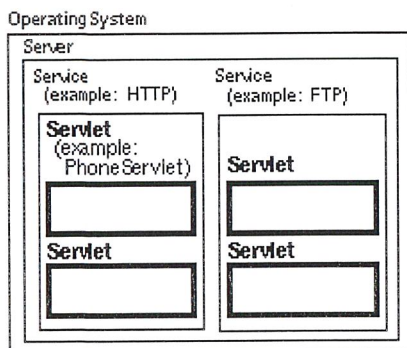 Operating System
Server
Service
(example: HTTP)
Servlet
(example:
PhoneServlet)
Servlet
Service
(example: FTP)
Servlet
Servlet